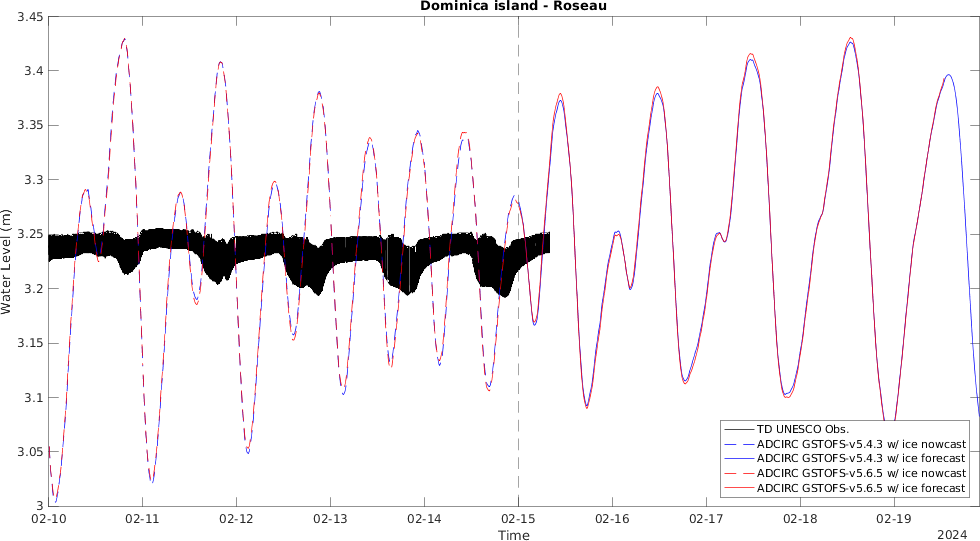 Dominica island - Roseau
3.45
3.4
3.35
3.3
3.25
3.2
3.15
3.1
3.05
3
Water Level (m)
02-10 02-11 02-12 02-13 02-14 02-15 02-16 02-17 02-18 02-19
Time
2024
TD UNESCO Obs.
ADCIRC GSTOFS-v5.4.3 w/ ice nowcast
ADCIRC GSTOFS-v5.4.3 w/ ice forecast
ADCIRC GSTOFS-v5.6.5 w/ ice nowcast
ADCIRC GSTOFS-v5.6.5 w/ ice forecast